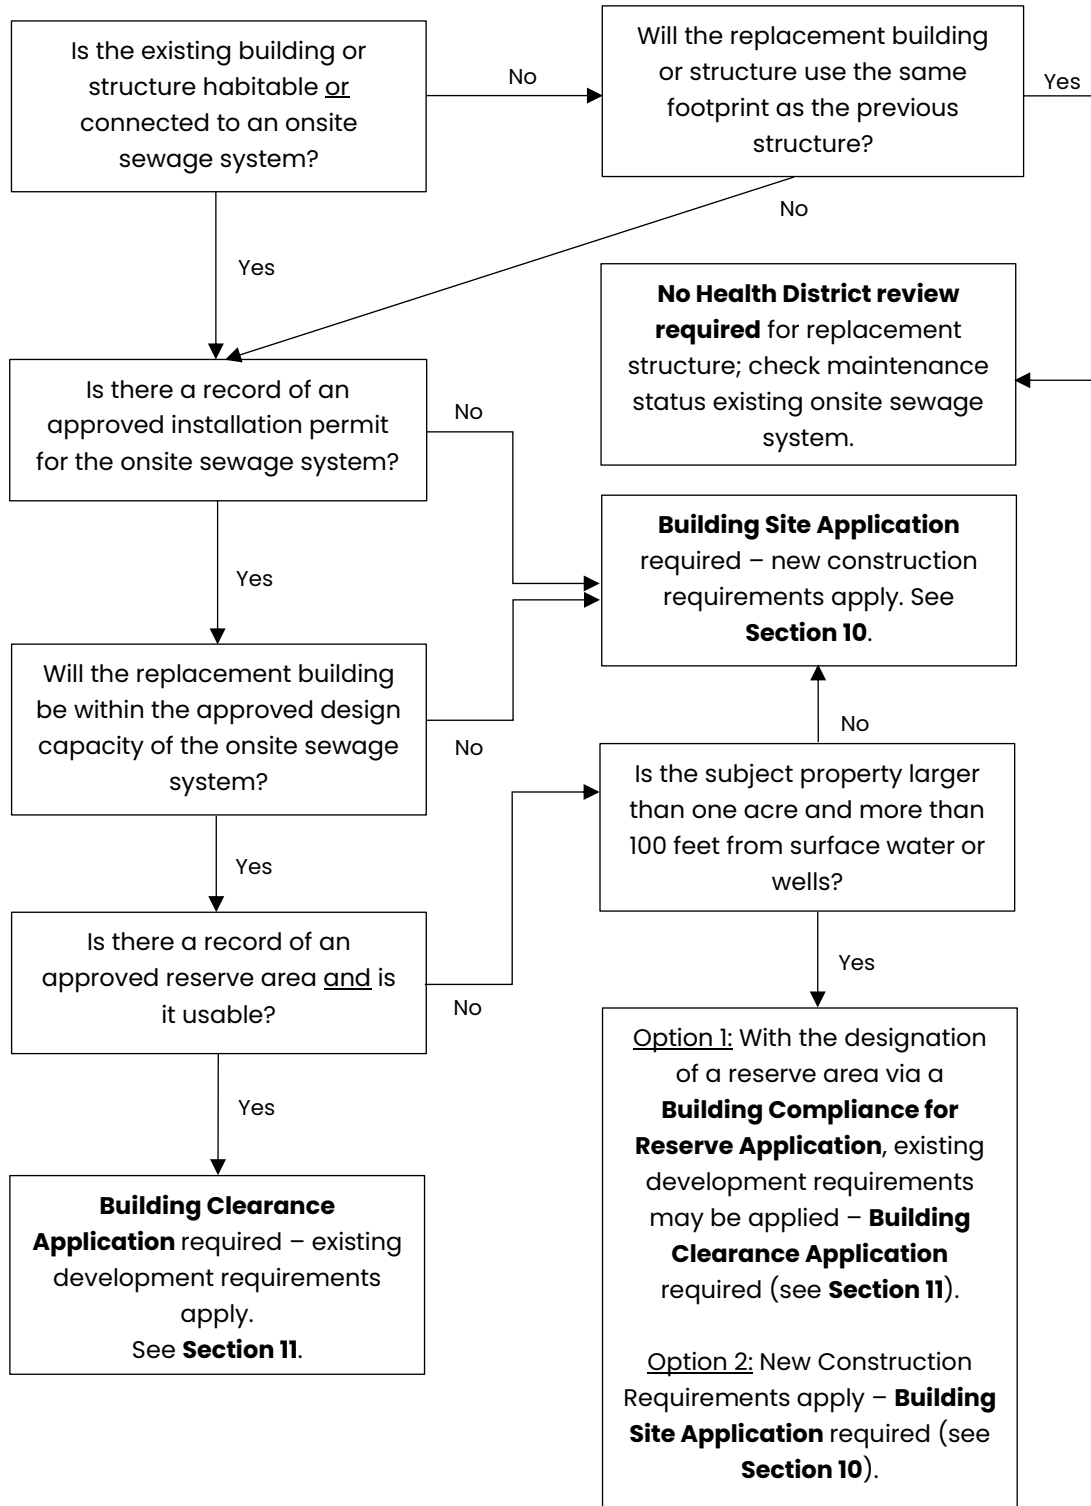 Is the existing building or
structure habitable or
connected to an onsite
sewage system?
No
Will the replacement building
or structure use the same
footprint as the previous
structure?
Yes
No
Yes
No Health District review
required for replacement
structure; check maintenance
status existing onsite sewage
system.
Is there a record of an
approved installation permit
for the onsite sewage system?
No
Building Site Application
required – new construction
requirements apply. See
Section 10.
Yes
Will the replacement building
be within the approved design
capacity of the onsite sewage
system?
No
No
Is the subject property larger
than one acre and more than
100 feet from surface water or
wells?
Yes
Is there a record of an
approved reserve area and is
it usable?
No
Yes
Yes
Option 1: With the designation
of a reserve area via a
Building Compliance for
Reserve Application, existing
development requirements
may be applied – Building
Clearance Application
required (see Section 11).
Option 2: New Construction
Requirements apply – Building
Site Application required (see
Section 10).
Building Clearance
Application required – existing
development requirements
apply.
See Section 11.